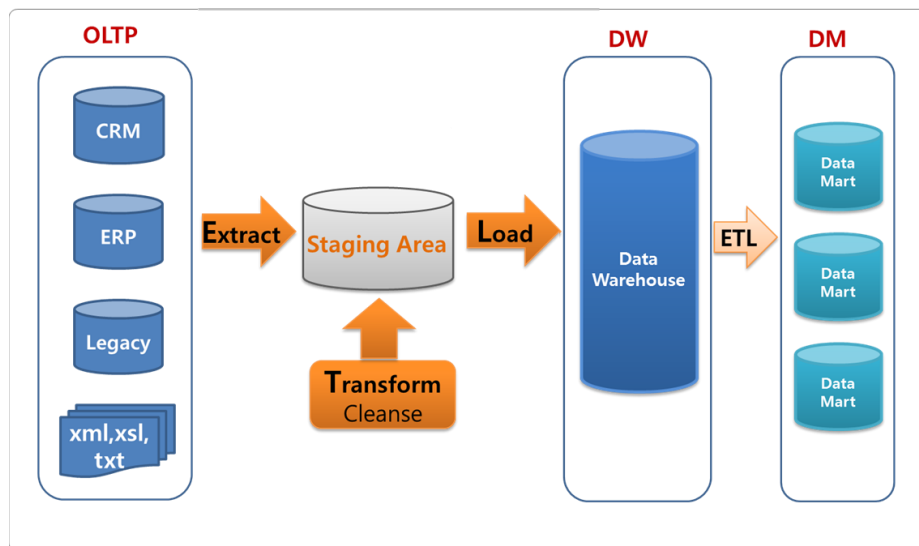 OLTP
CRM
ERP
Legacy
xml,xsl,
txt
Extract
Staging Area
Transform
Cleanse
Load
DW
Data
Warehouse
ETL
DM
Data
Mart
Data
Mart
Data
Mart